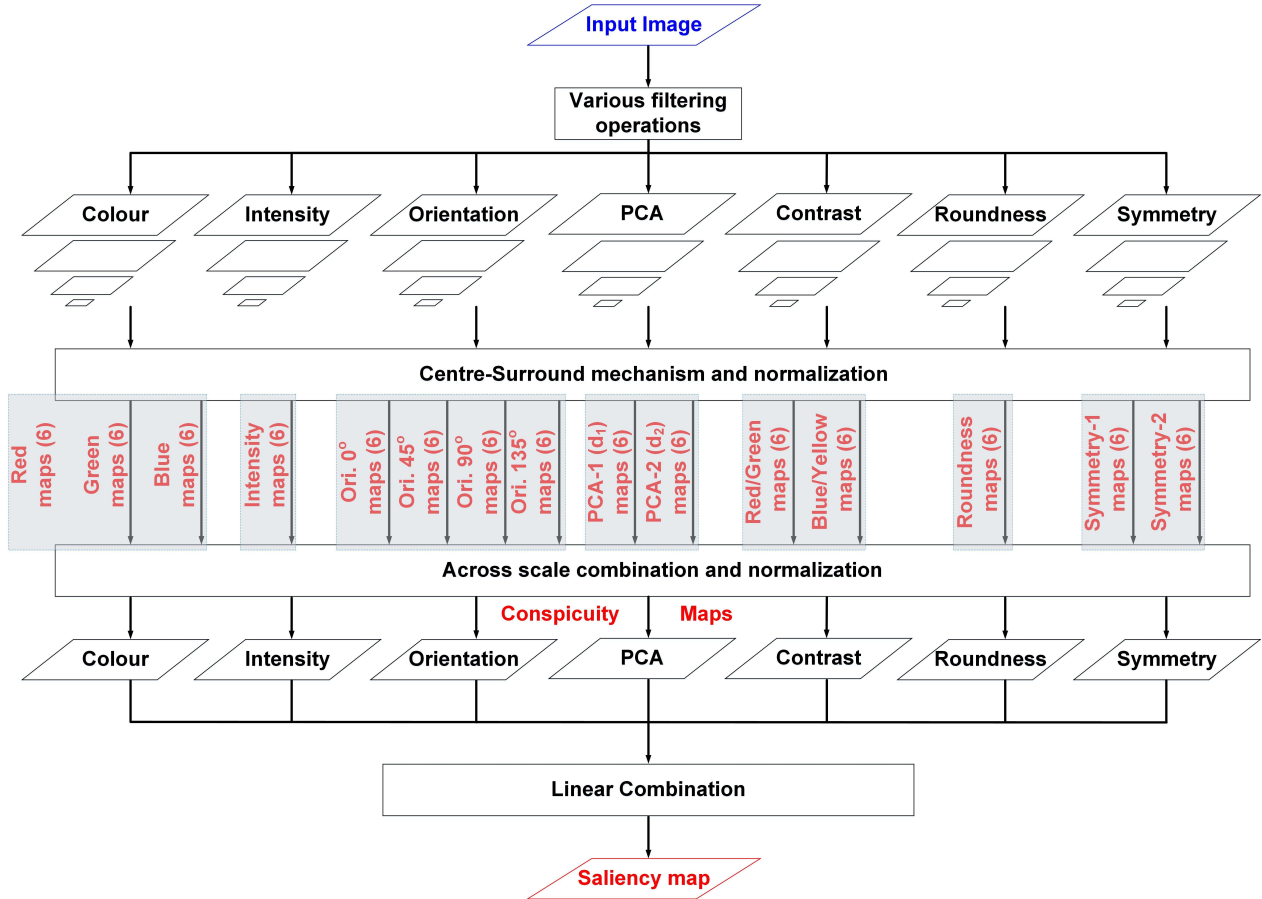 Input Image
Various filtering
operations
Colour
Intensity
Orientation
PCA
Contrast
Roundness
Symmetry
Centre-Surround mechanism and normalization
Red
maps (6)
Green
maps (6)
Blue
maps (6)
Intensity
maps (6)
Ori. 0°
maps (6)
Ori. 45°
maps (6)
Ori. 90°
maps (6)
Ori. 135°
maps (6)
PCA-1 (d₁)
maps (6)
PCA-2 (d₂)
maps (6)
Red/Green
maps (6)
Blue/Yellow
maps (6)
Roundness
maps (6)
Symmetry-1
maps (6)
Symmetry-2
maps (6)
Across scale combination and normalization
Conspicuity Maps
Colour
Intensity
Orientation
PCA
Contrast
Roundness
Symmetry
Linear Combination
Saliency map